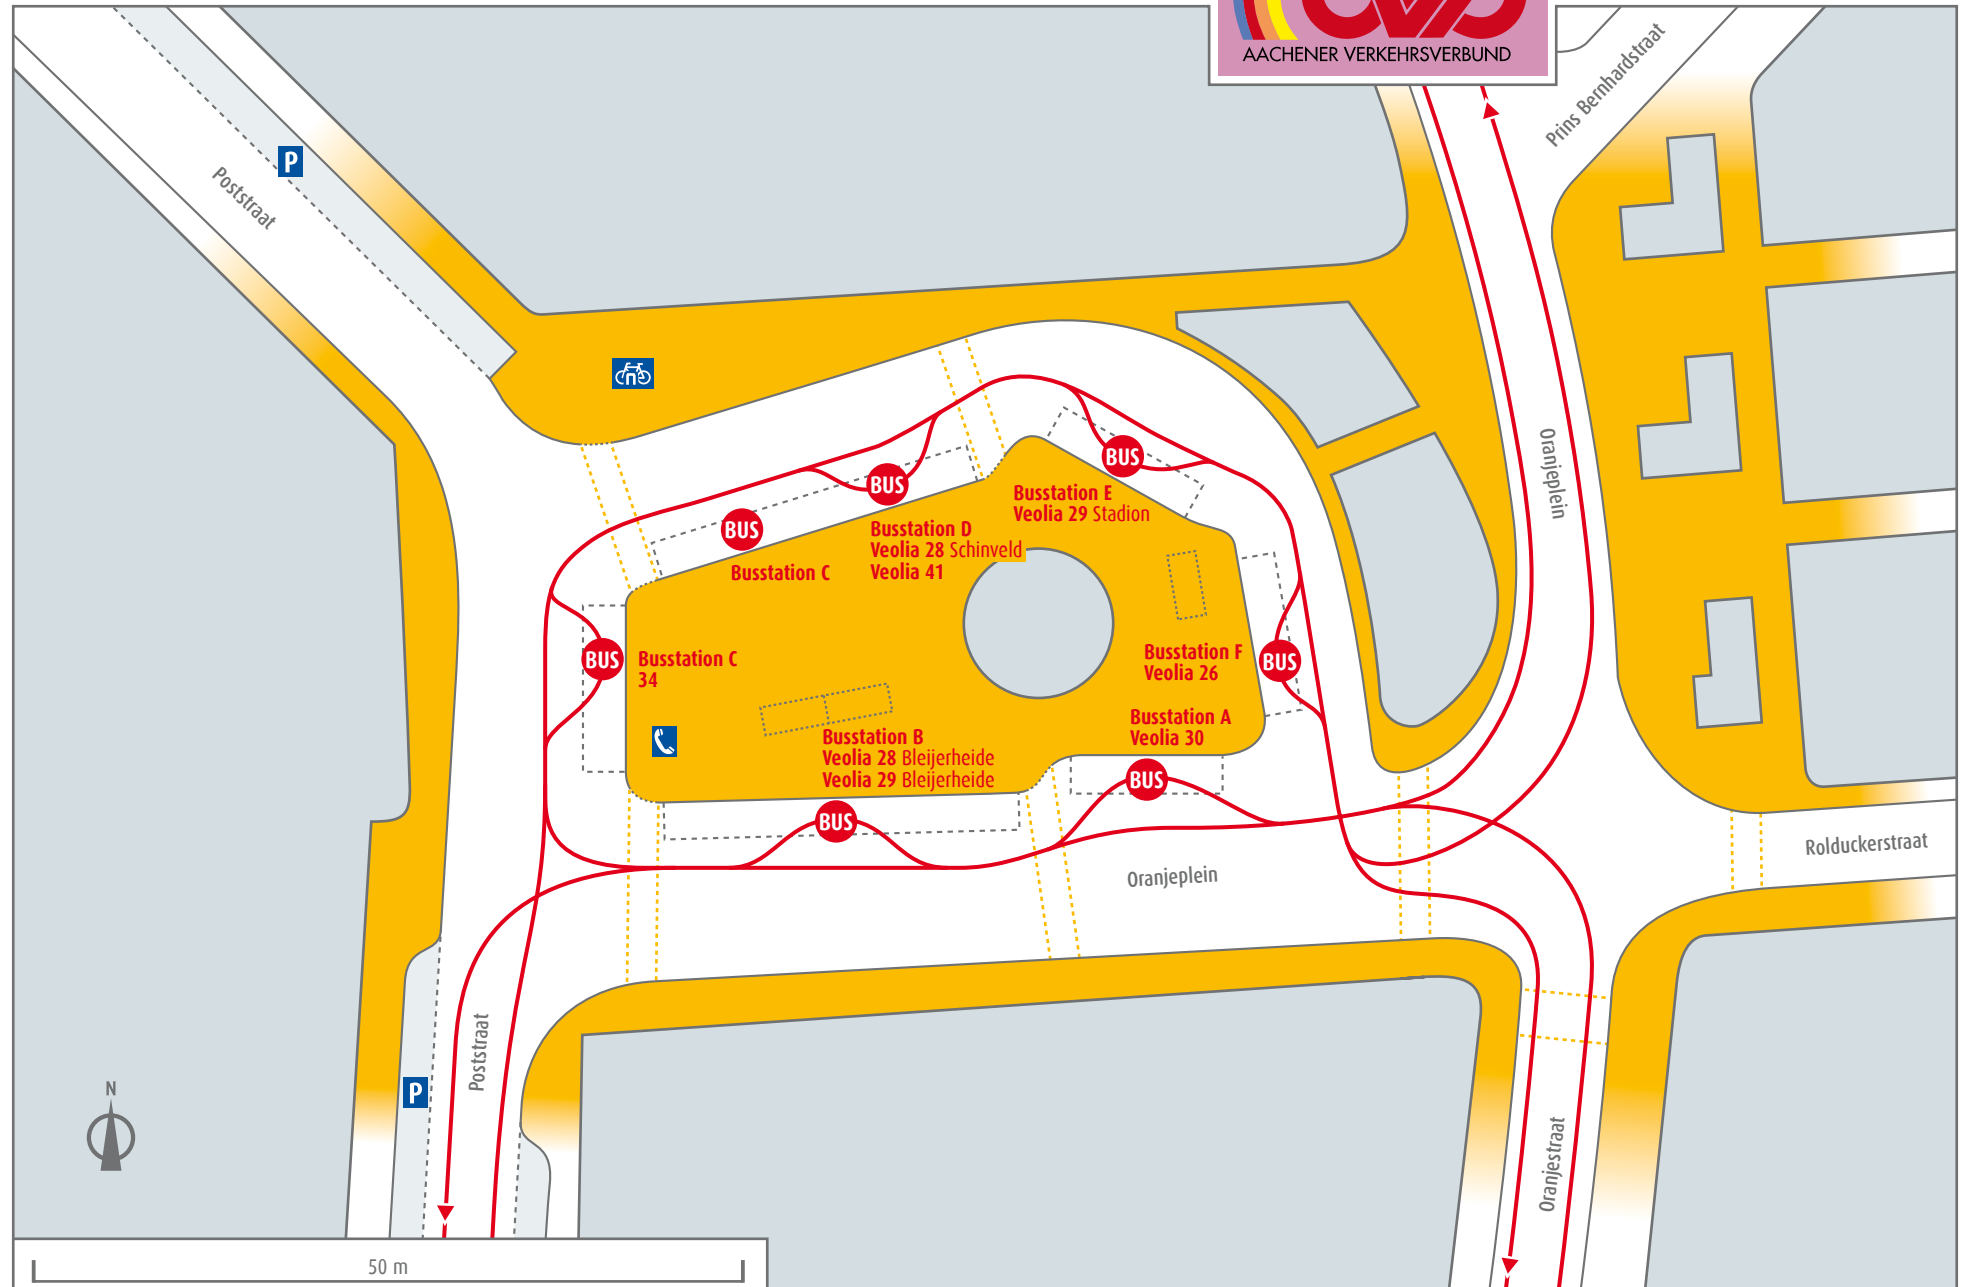 AACHENER VERKEHRSVERBUND
Prins Bernhardstraat
P
Poststraat
Oranjeplein
BUS
BUS
BUS
Busstation E
Veolia 29 Stadion
Busstation D
Veolia 28 Schinveld
Veolia 41
Busstation C
BUS
Busstation C
34
Busstation F
Veolia 26
BUS
Busstation A
Veolia 30
BUS
Busstation B
Veolia 28 Bleijerheide
Veolia 29 Bleijerheide
BUS
Rolduckerstraat
Oranjeplein
Poststraat
P
N
Oranjestraat
50 m